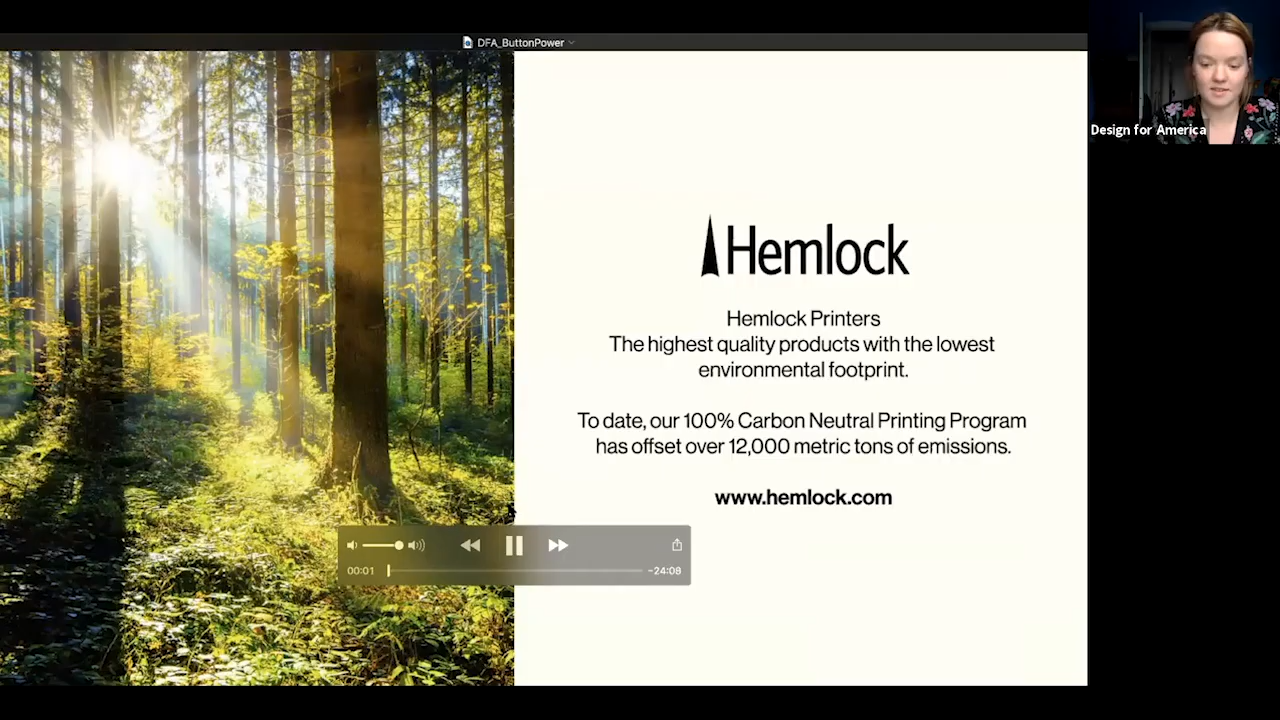 DFA_ButtonPower
Design for America
Hemlock
Hemlock Printers
The highest quality products with the lowest
environmental footprint.
To date, our 100% Carbon Neutral Printing Program
has offset over 12,000 metric tons of emissions.
www.hemlock.com
00:01
-24:08